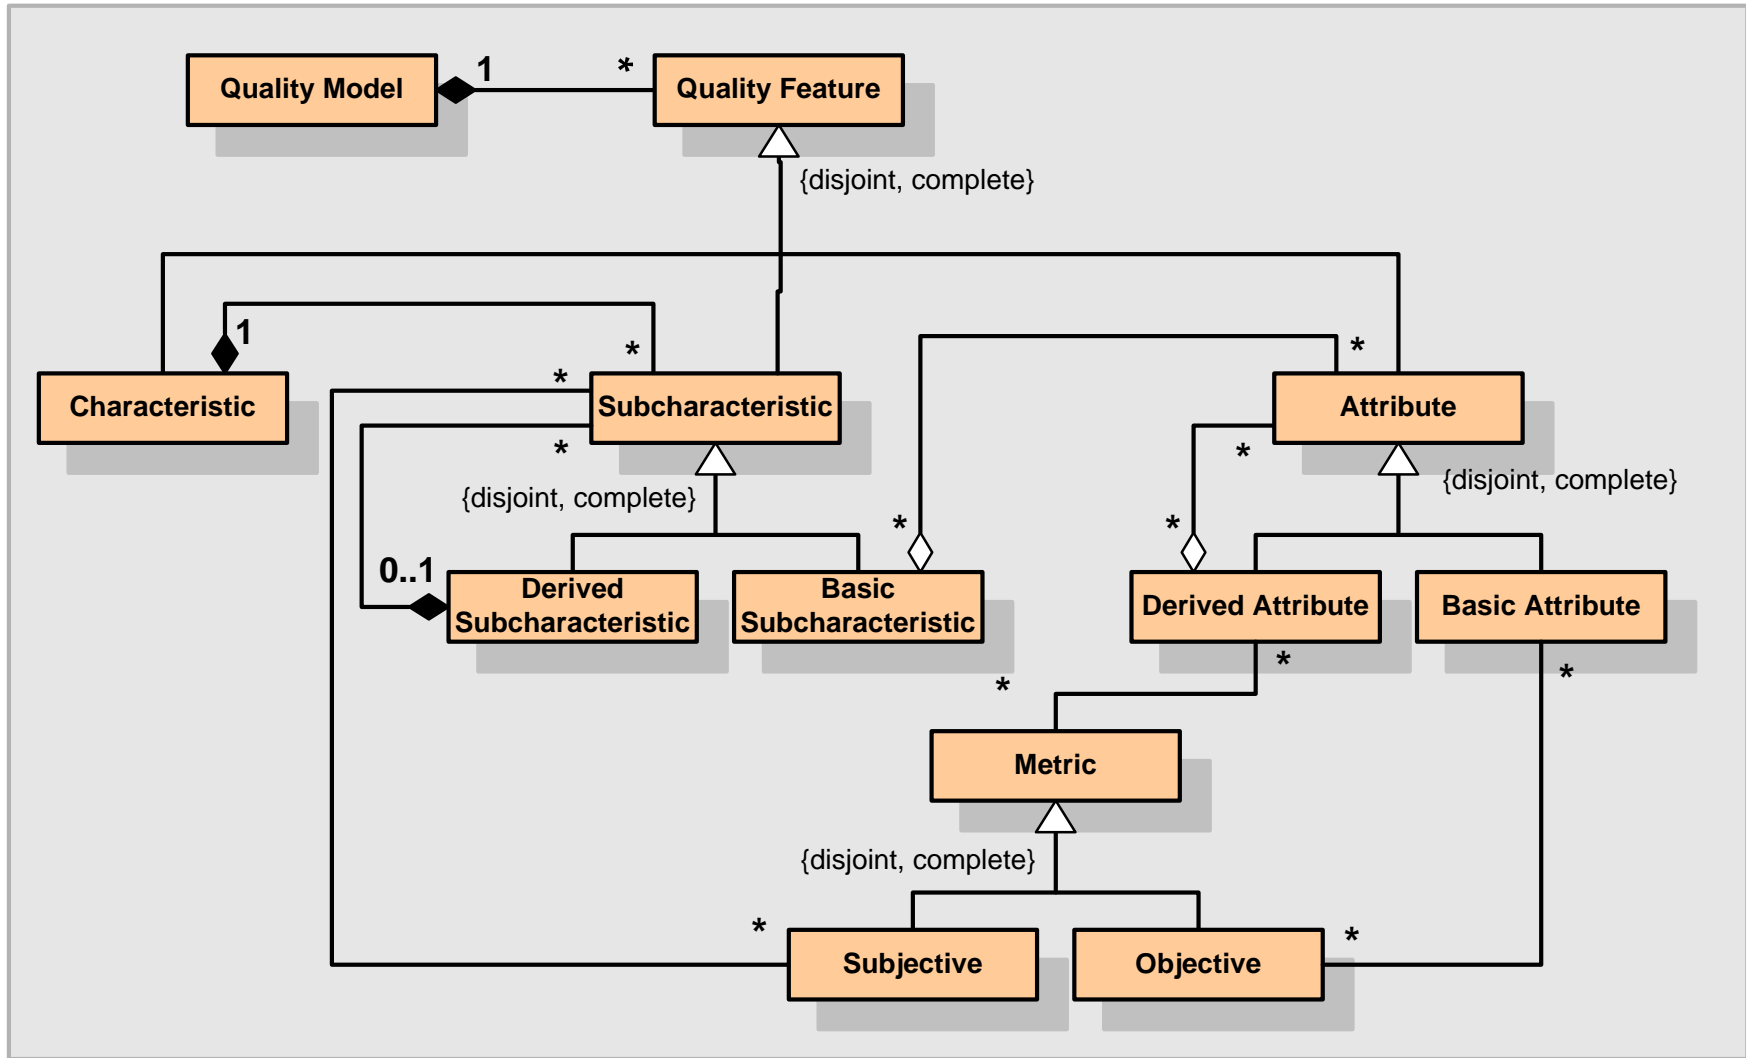 Quality Model
1
*
Quality Feature
{disjoint, complete}
1
*
*
*
Characteristic
Subcharacteristic
Attribute
*
*
{disjoint, complete}
{disjoint, complete}
*
*
0..1
Derived
Subcharacteristic
Basic
Subcharacteristic
Derived Attribute
Basic Attribute
*
*
*
Metric
{disjoint, complete}
*
*
Subjective
Objective